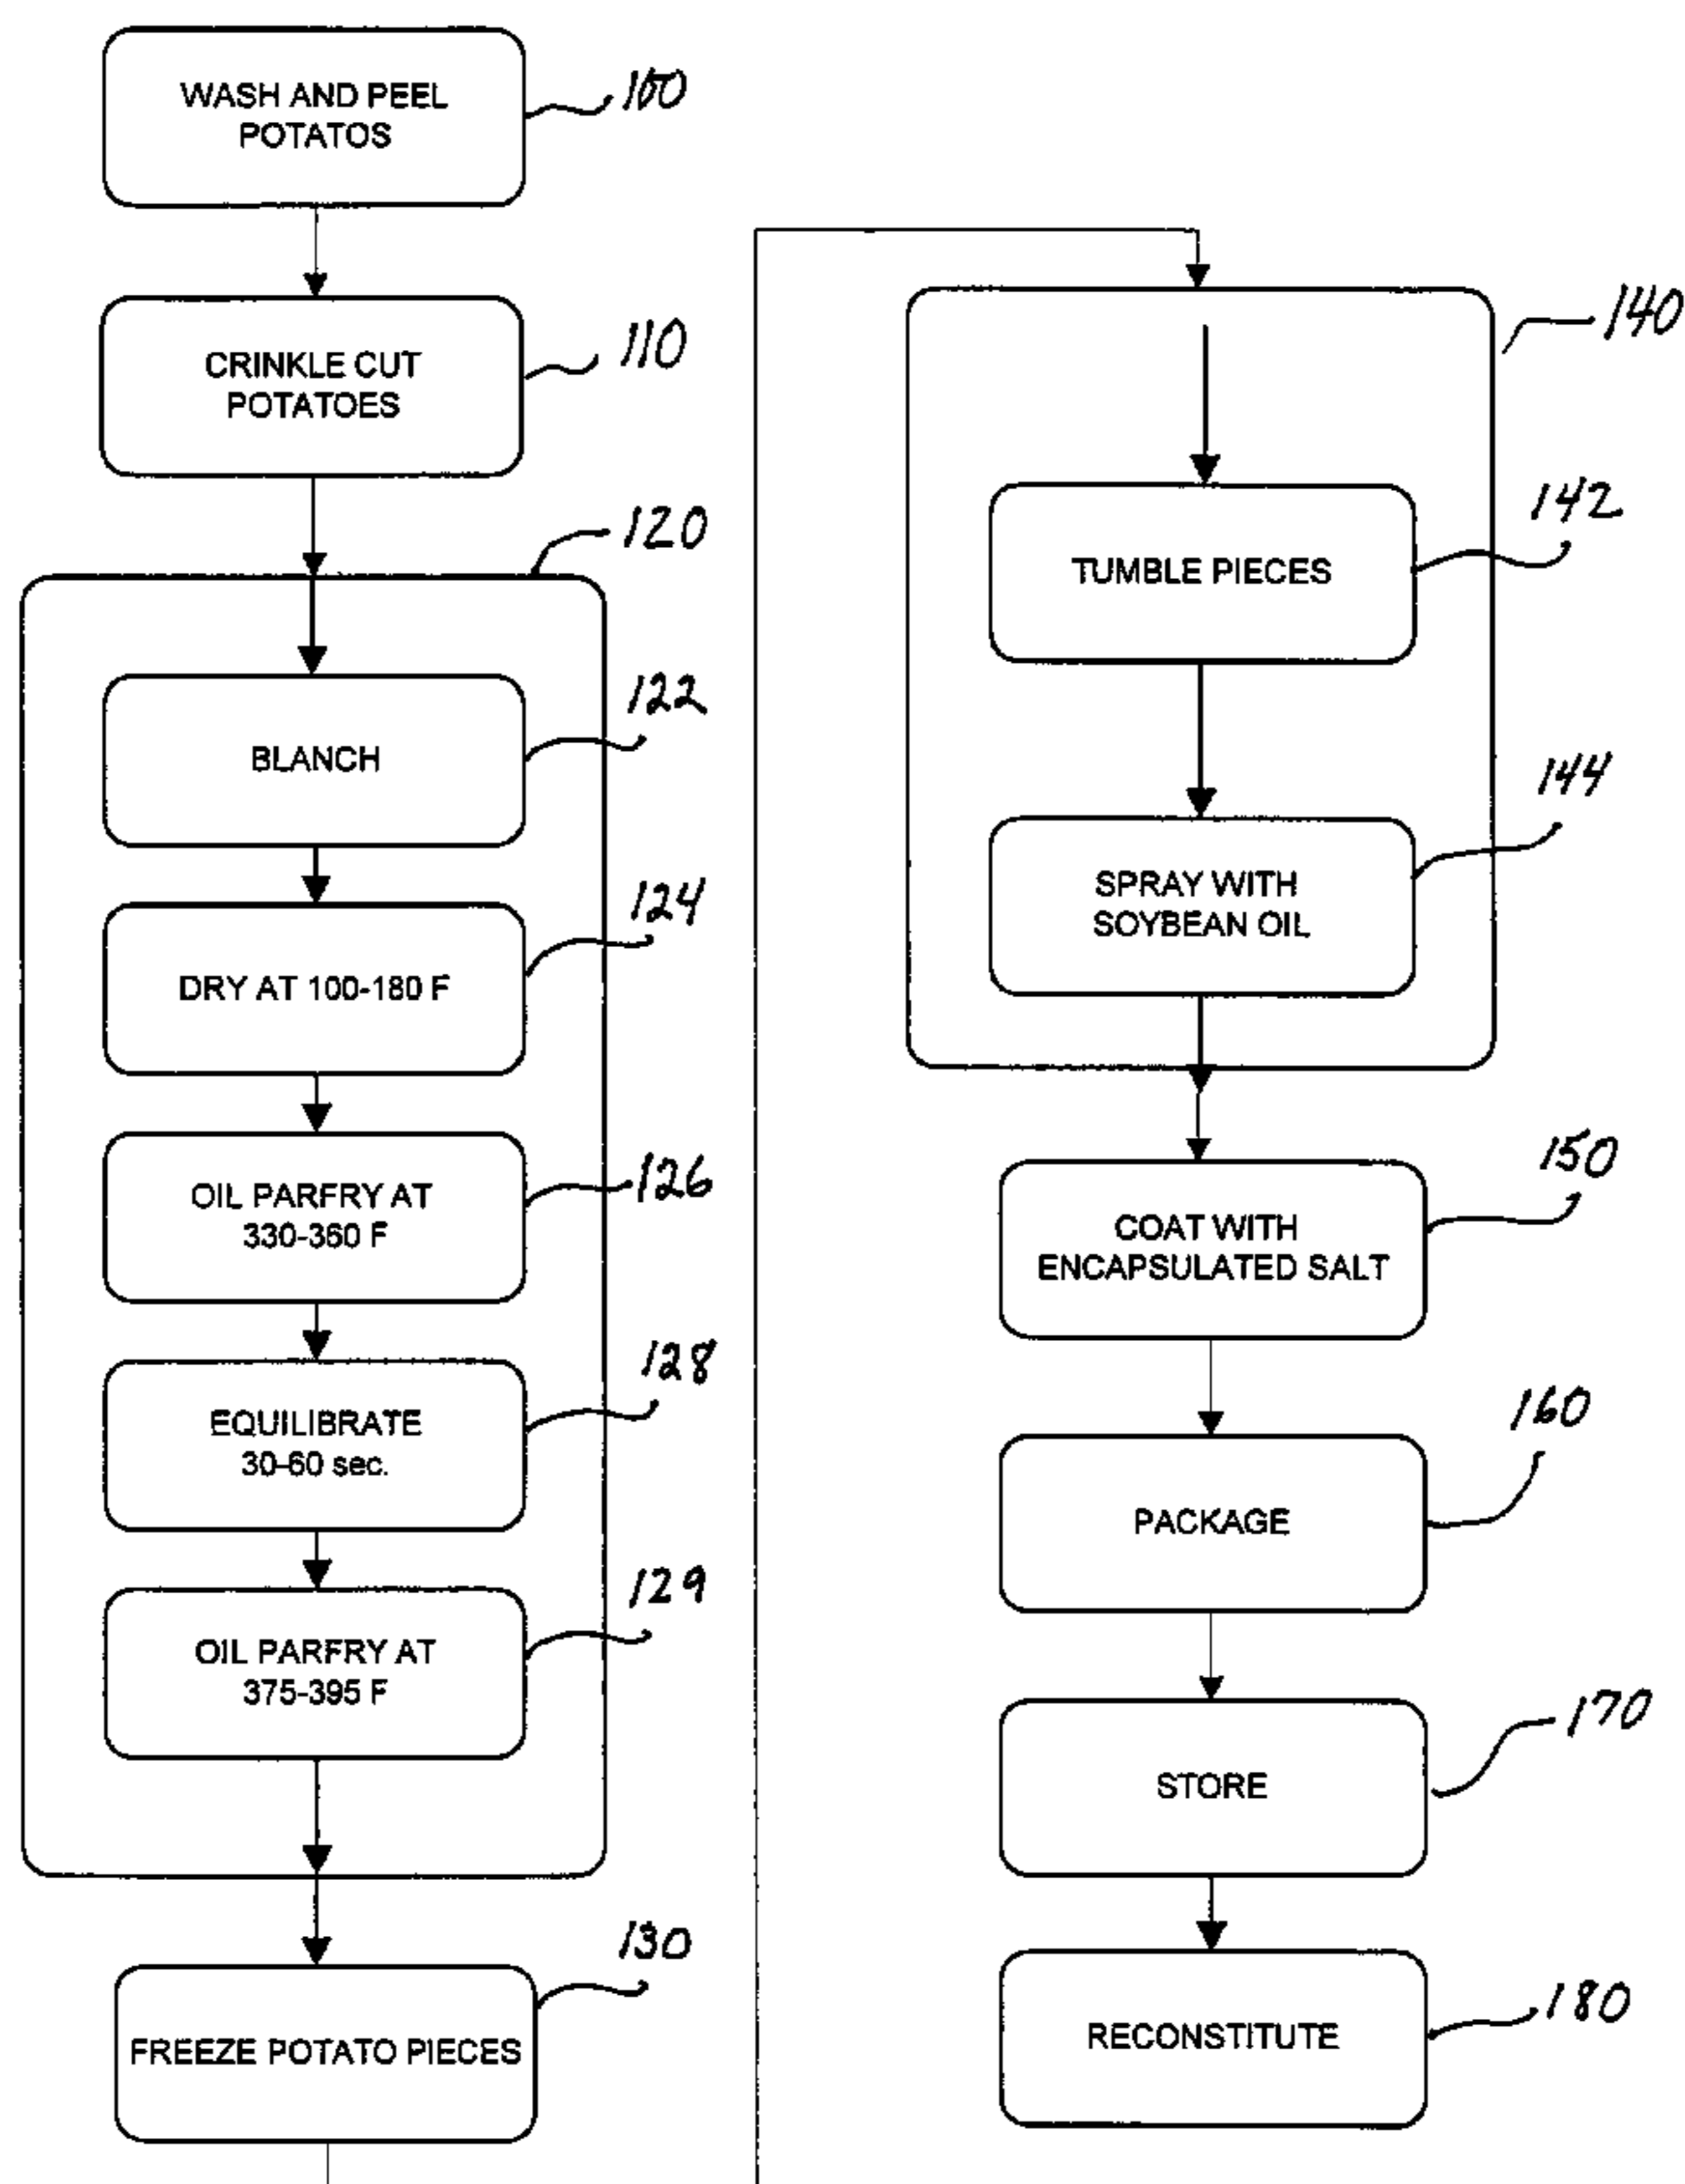 WASH AND PEEL
POTATOS
100
CRINKLE CUT
POTATOES
110
120
BLANCH
122
DRY AT 100-180 F
124
OIL PARFRY AT
330-360 F
126
EQUILIBRATE
30-60 sec.
128
OIL PARFRY AT
375-395 F
129
FREEZE POTATO PIECES
130
140
TUMBLE PIECES
142
SPRAY WITH
SOYBEAN OIL
144
COAT WITH
ENCAPSULATED SALT
150
PACKAGE
160
STORE
170
RECONSTITUTE
180